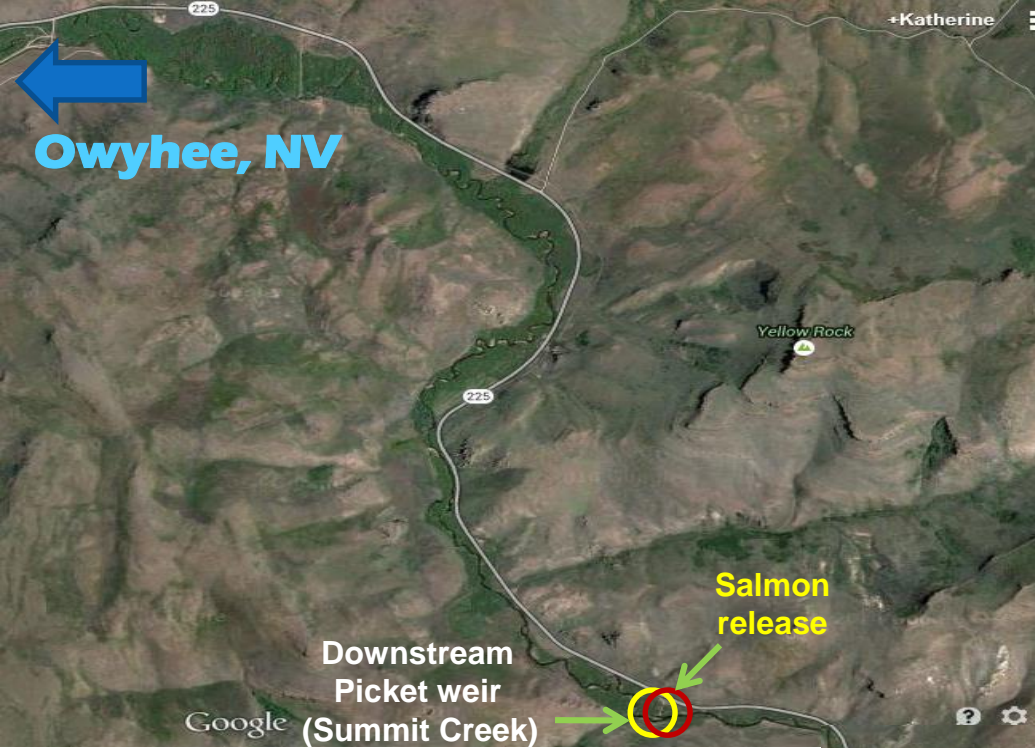 225
+Katherine
Owyhee, NV
Yellow Rock
225
Salmon
release
Downstream
Picket weir
(Summit Creek)
Google
?